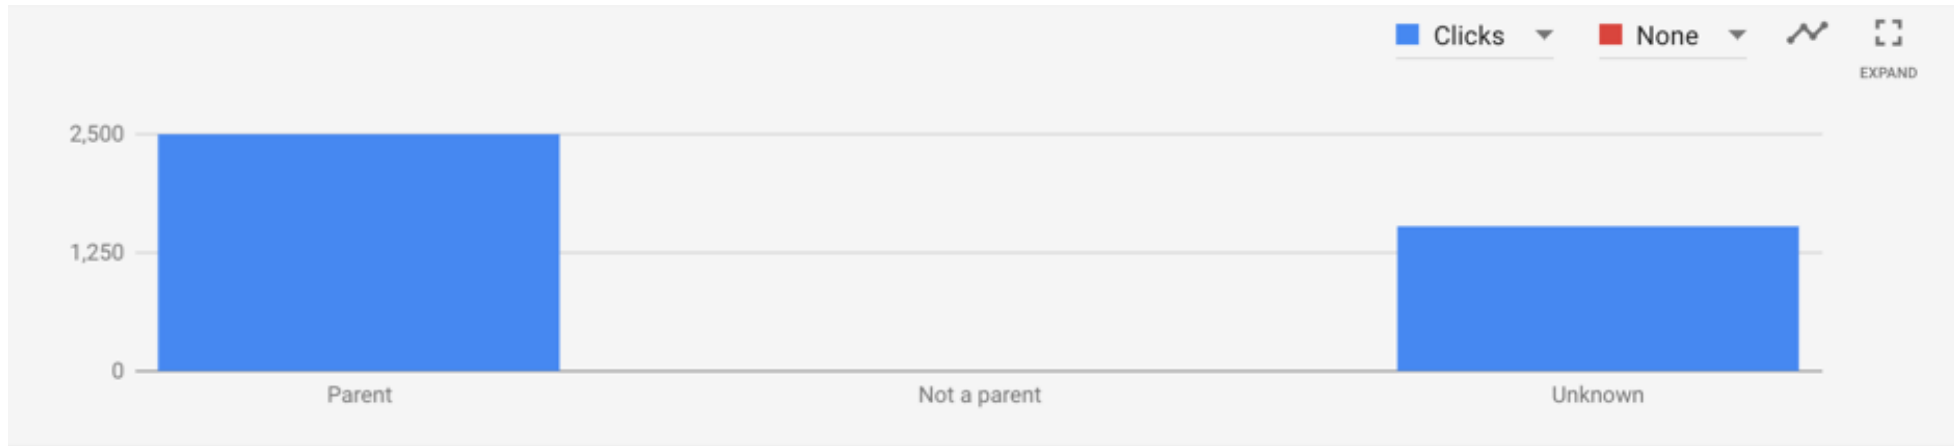 Clicks None
EXPAND
2,500
1,250
0
Parent Not a parent Unknown